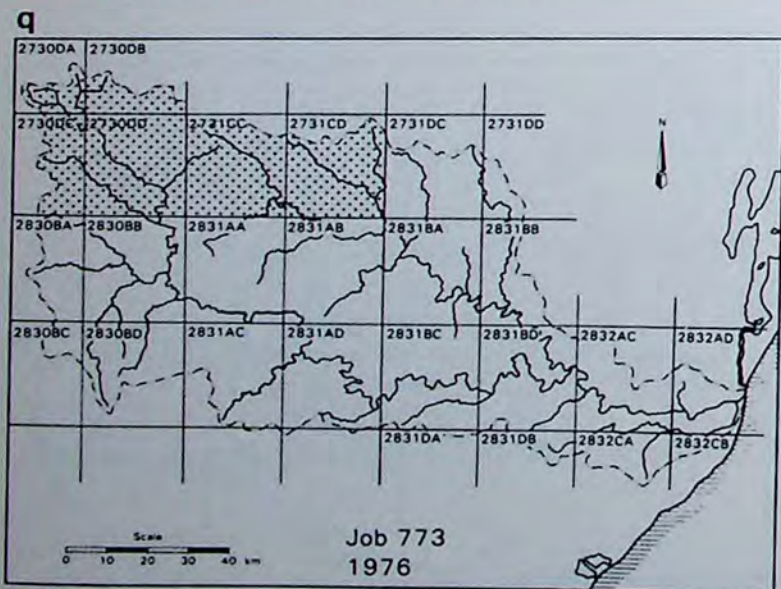 q
2730DA 2730DB
2730DC 2730DD 2731CC 2731CD 2731DC 2731DD
N
2830BA 2830BB 2831AA 2831AB 2831BA 2831BB
2830BC 2830BD 2831AC 2831AD 2831BC 2831BD 2832AC 2832AD
2831DA 2831DB 2832CA 2832CB
Scale
0 10 20 30 40 km
Job 773
1976